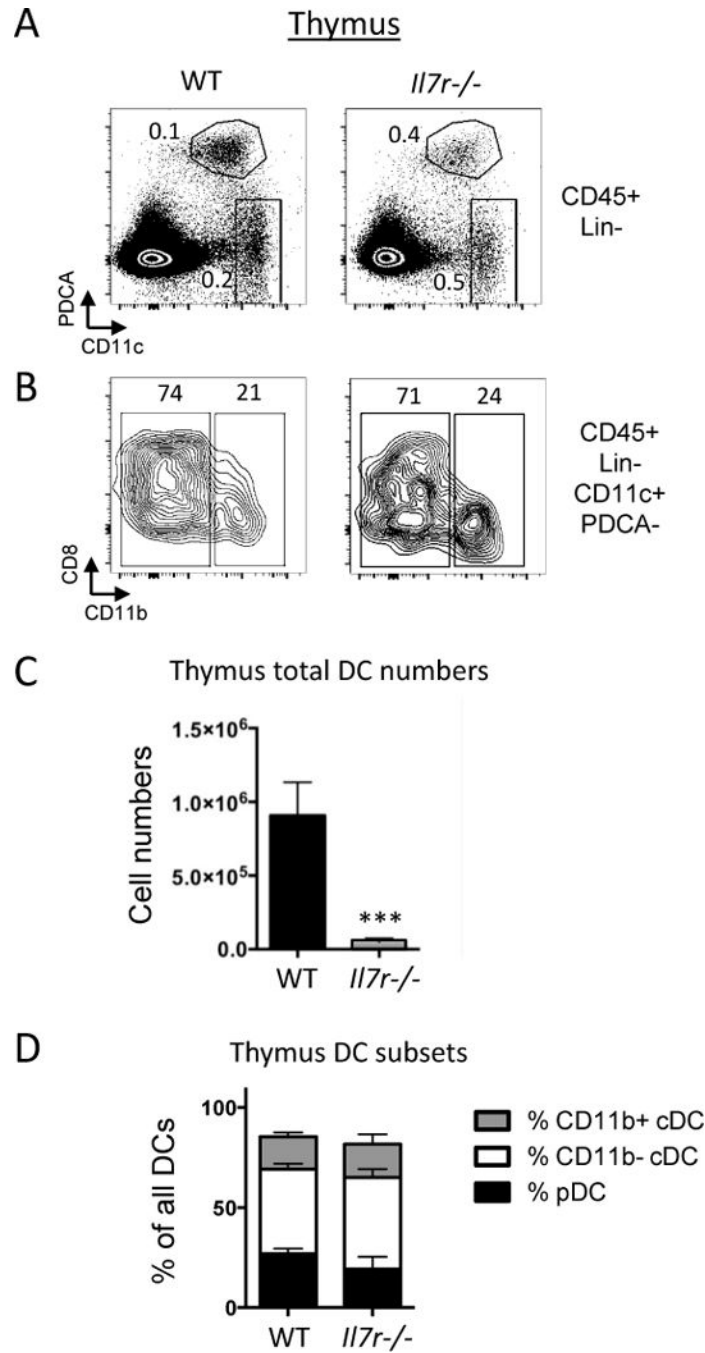 A
Thymus
WT
Il7r-/-
0.1
0.4
0.2
0.5
CD45+
Lin-
PDCA
CD11c
B
74 21
71 24
CD45+
Lin-
CD11c+
PDCA-
CD8
CD11b
C
Thymus total DC numbers
1.5×10⁶
1.0×10⁶
5.0×10⁵
0.0
Cell numbers
***
WT Il7r-/-
D
Thymus DC subsets
100
50
0
% of all DCs
WT Il7r-/-
% CD11b+ cDC
% CD11b- cDC
% pDC